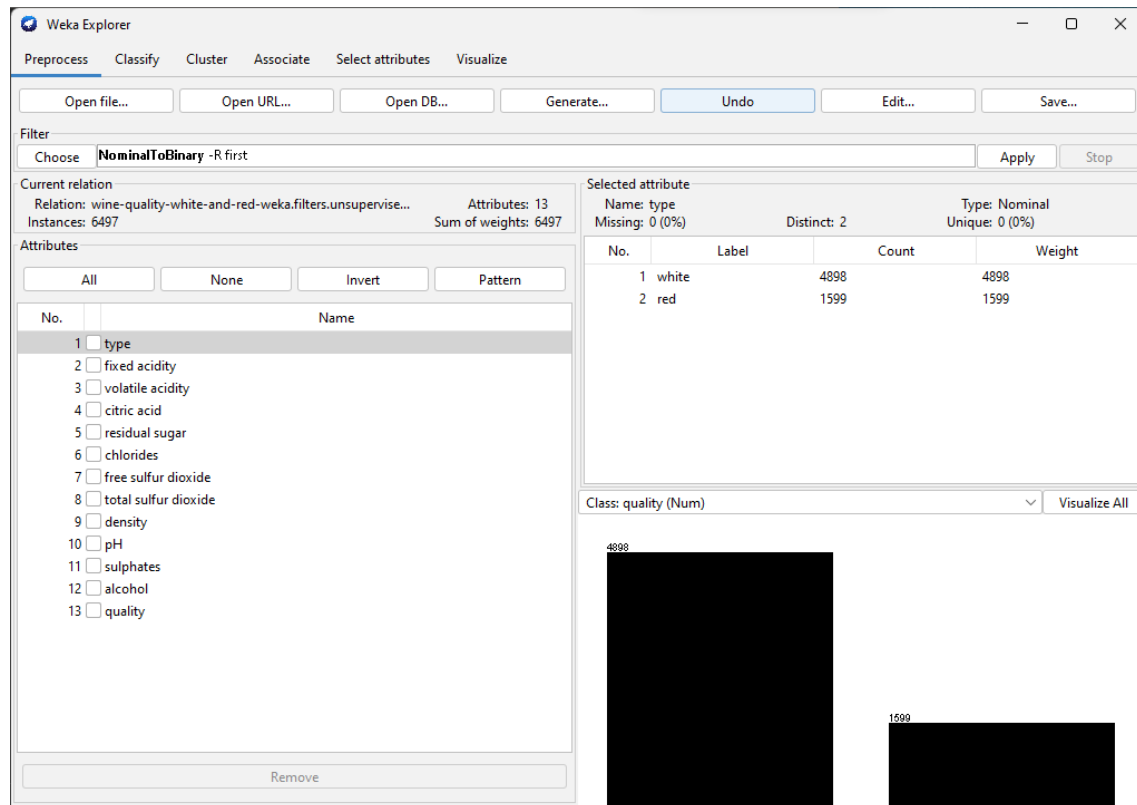 Weka Explorer
Preprocess Classify Cluster Associate Select attributes Visualize
Open file... Open URL... Open DB... Generate... Undo Edit... Save...
Filter
Choose NominalToBinary -R first Apply Stop
Current relation
Relation: wine-quality-white-and-red-weka.filters.unsupervise... Attributes: 13
Instances: 6497 Sum of weights: 6497
Attributes
All None Invert Pattern
No. Name
1 type
2 fixed acidity
3 volatile acidity
4 citric acid
5 residual sugar
6 chlorides
7 free sulfur dioxide
8 total sulfur dioxide
9 density
10 pH
11 sulphates
12 alcohol
13 quality
Remove
Selected attribute
Name: type Type: Nominal
Missing: 0 (0%) Distinct: 2 Unique: 0 (0%)
No. Label Count Weight
1 white 4898 4898
2 red 1599 1599
Class: quality (Num) Visualize All
4898
1599